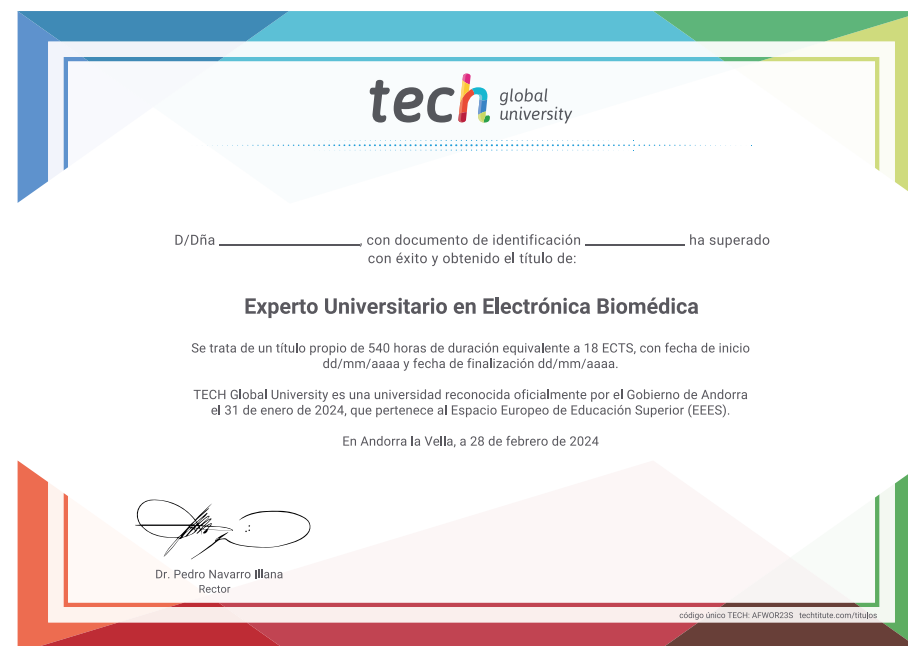 tech global university
D/Dña ____________________, con documento de identificación ______________ ha superado
con éxito y obtenido el título de:
Experto Universitario en Electrónica Biomédica
Se trata de un título propio de 540 horas de duración equivalente a 18 ECTS, con fecha de inicio
dd/mm/aaaa y fecha de finalización dd/mm/aaaa.
TECH Global University es una universidad reconocida oficialmente por el Gobierno de Andorra
el 31 de enero de 2024, que pertenece al Espacio Europeo de Educación Superior (EEES).
En Andorra la Vella, a 28 de febrero de 2024
Dr. Pedro Navarro Illana
Rector
código único TECH: AFWOR23S techtitute.com/titulos